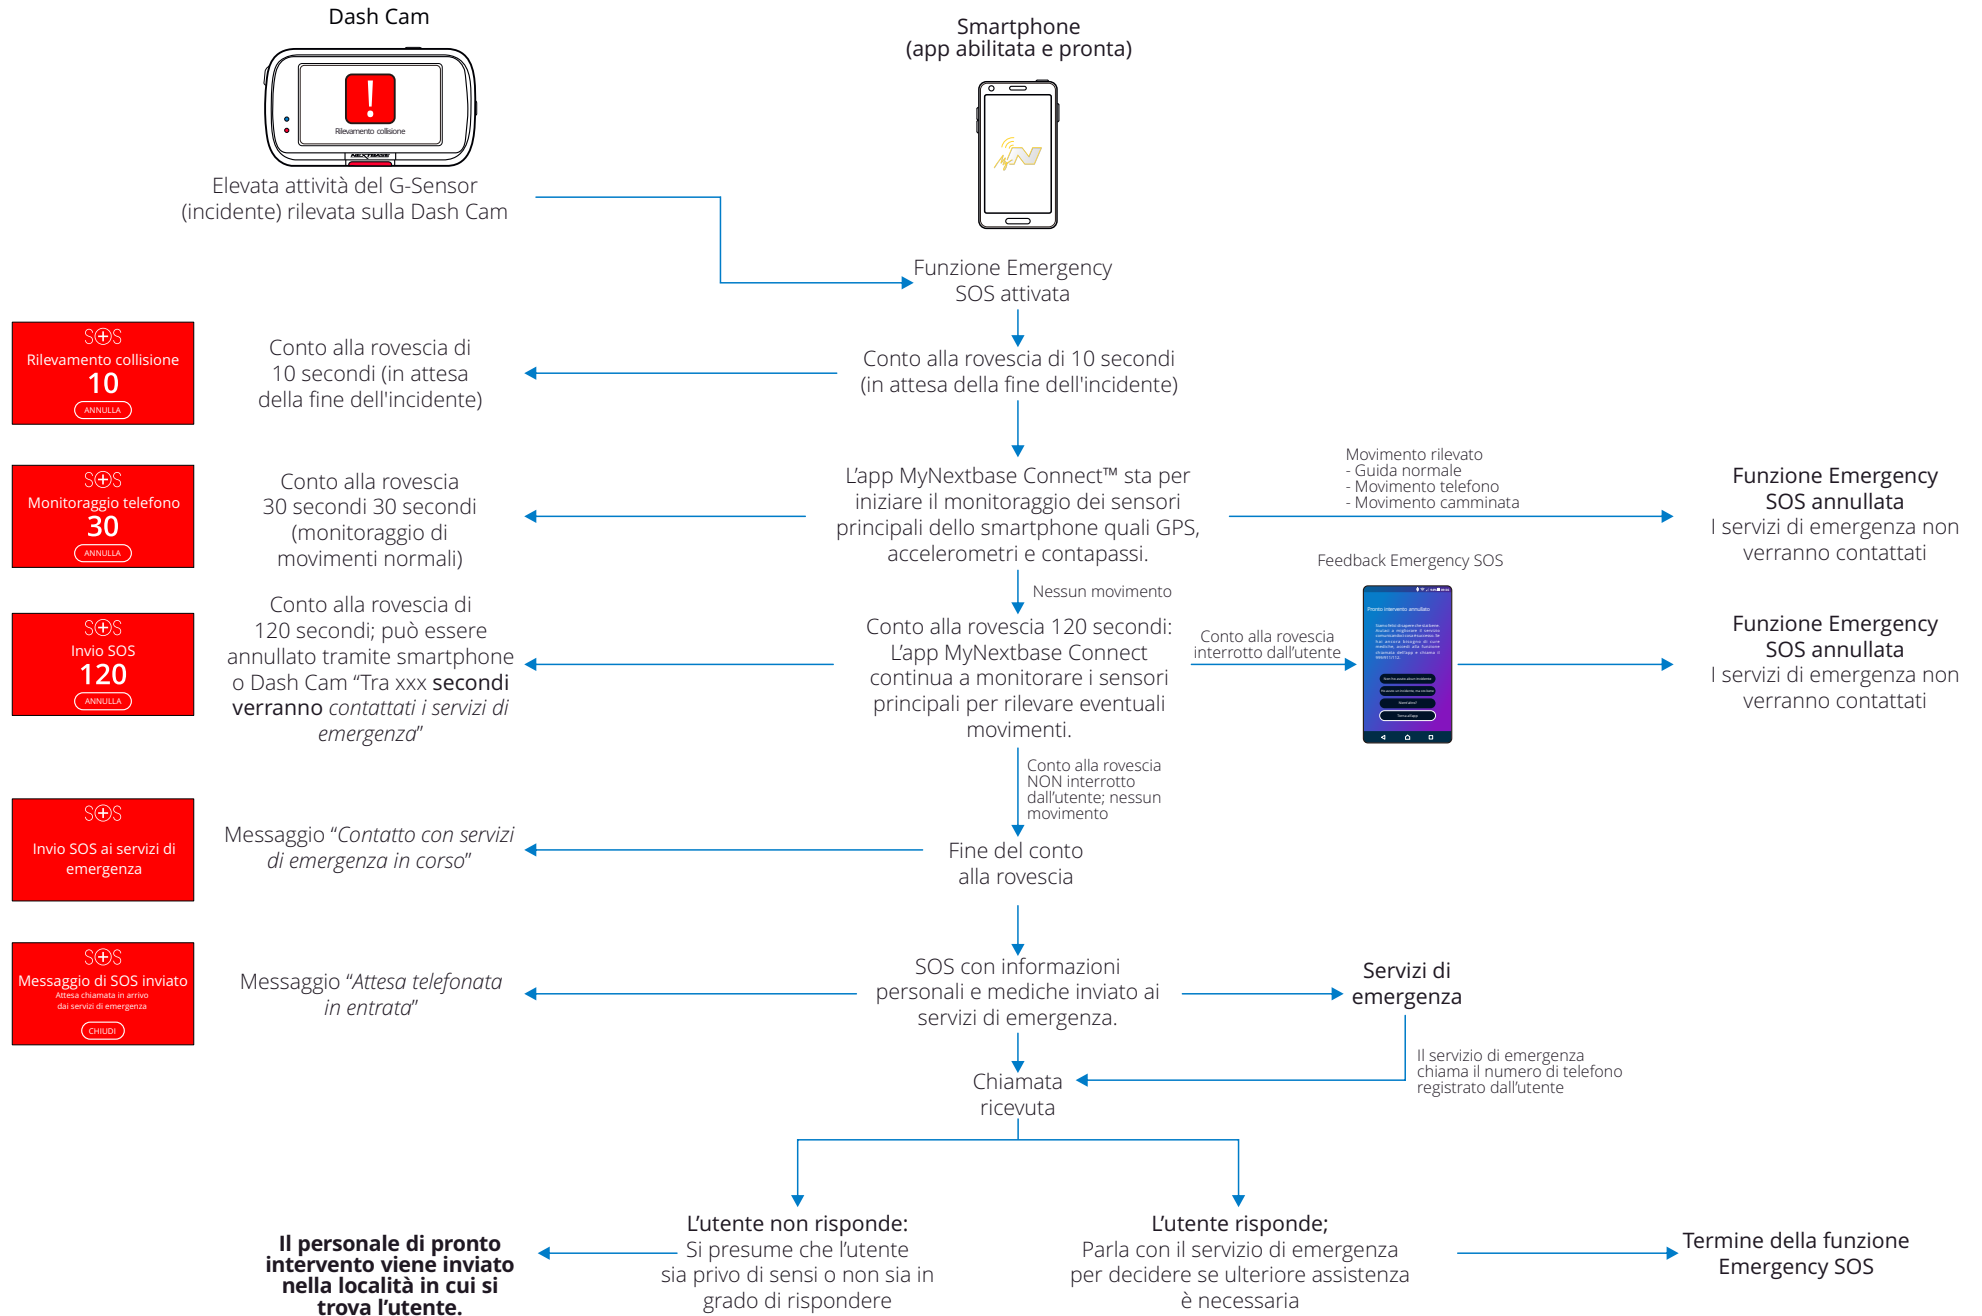 Dash Cam
Smartphone
(app abilitata e pronta)
!
Rilevamento collisione
NEXTBASE
Elevata attività del G-Sensor
(incidente) rilevata sulla Dash Cam
Funzione Emergency
SOS attivata
SOS
Rilevamento collisione
10
ANNULLA
Conto alla rovescia di
10 secondi (in attesa
della fine dell'incidente)
Conto alla rovescia di 10 secondi
(in attesa della fine dell'incidente)
SOS
Monitoraggio telefono
30
ANNULLA
Conto alla rovescia
30 secondi 30 secondi
(monitoraggio di
movimenti normali)
L’app MyNextbase Connect™ sta per
iniziare il monitoraggio dei sensori
principali dello smartphone quali GPS,
accelerometri e contapassi.
Movimento rilevato
- Guida normale
- Movimento telefono
- Movimento camminata
Funzione Emergency
SOS annullata
I servizi di emergenza non
verranno contattati
Nessun movimento
Feedback Emergency SOS
SOS
Invio SOS
120
ANNULLA
Conto alla rovescia di
120 secondi; può essere
annullato tramite smartphone
o Dash Cam “Tra xxx secondi
verranno contattati i servizi di
emergenza”
Conto alla rovescia 120 secondi:
L’app MyNextbase Connect
continua a monitorare i sensori
principali per rilevare eventuali
movimenti.
Conto alla rovescia
interrotto dall’utente
Pronto intervento annullato
Funzione Emergency
SOS annullata
I servizi di emergenza non
verranno contattati
Conto alla rovescia
NON interrotto
dall’utente; nessun
movimento
SOS
Invio SOS ai servizi di
emergenza
Messaggio “Contatto con servizi
di emergenza in corso”
Fine del conto
alla rovescia
SOS
Messaggio di SOS inviato
Attesa chiamata in arrivo
dai servizi di emergenza
CHIUDI
Messaggio “Attesa telefonata
in entrata”
SOS con informazioni
personali e mediche inviato ai
servizi di emergenza.
Servizi di
emergenza
Il servizio di emergenza
chiama il numero di telefono
registrato dall’utente
Chiamata
ricevuta
Il personale di pronto
intervento viene inviato
nella località in cui si
trova l’utente.
L’utente non risponde:
Si presume che l’utente
sia privo di sensi o non sia in
grado di rispondere
L’utente risponde;
Parla con il servizio di emergenza
per decidere se ulteriore assistenza
è necessaria
Termine della funzione
Emergency SOS